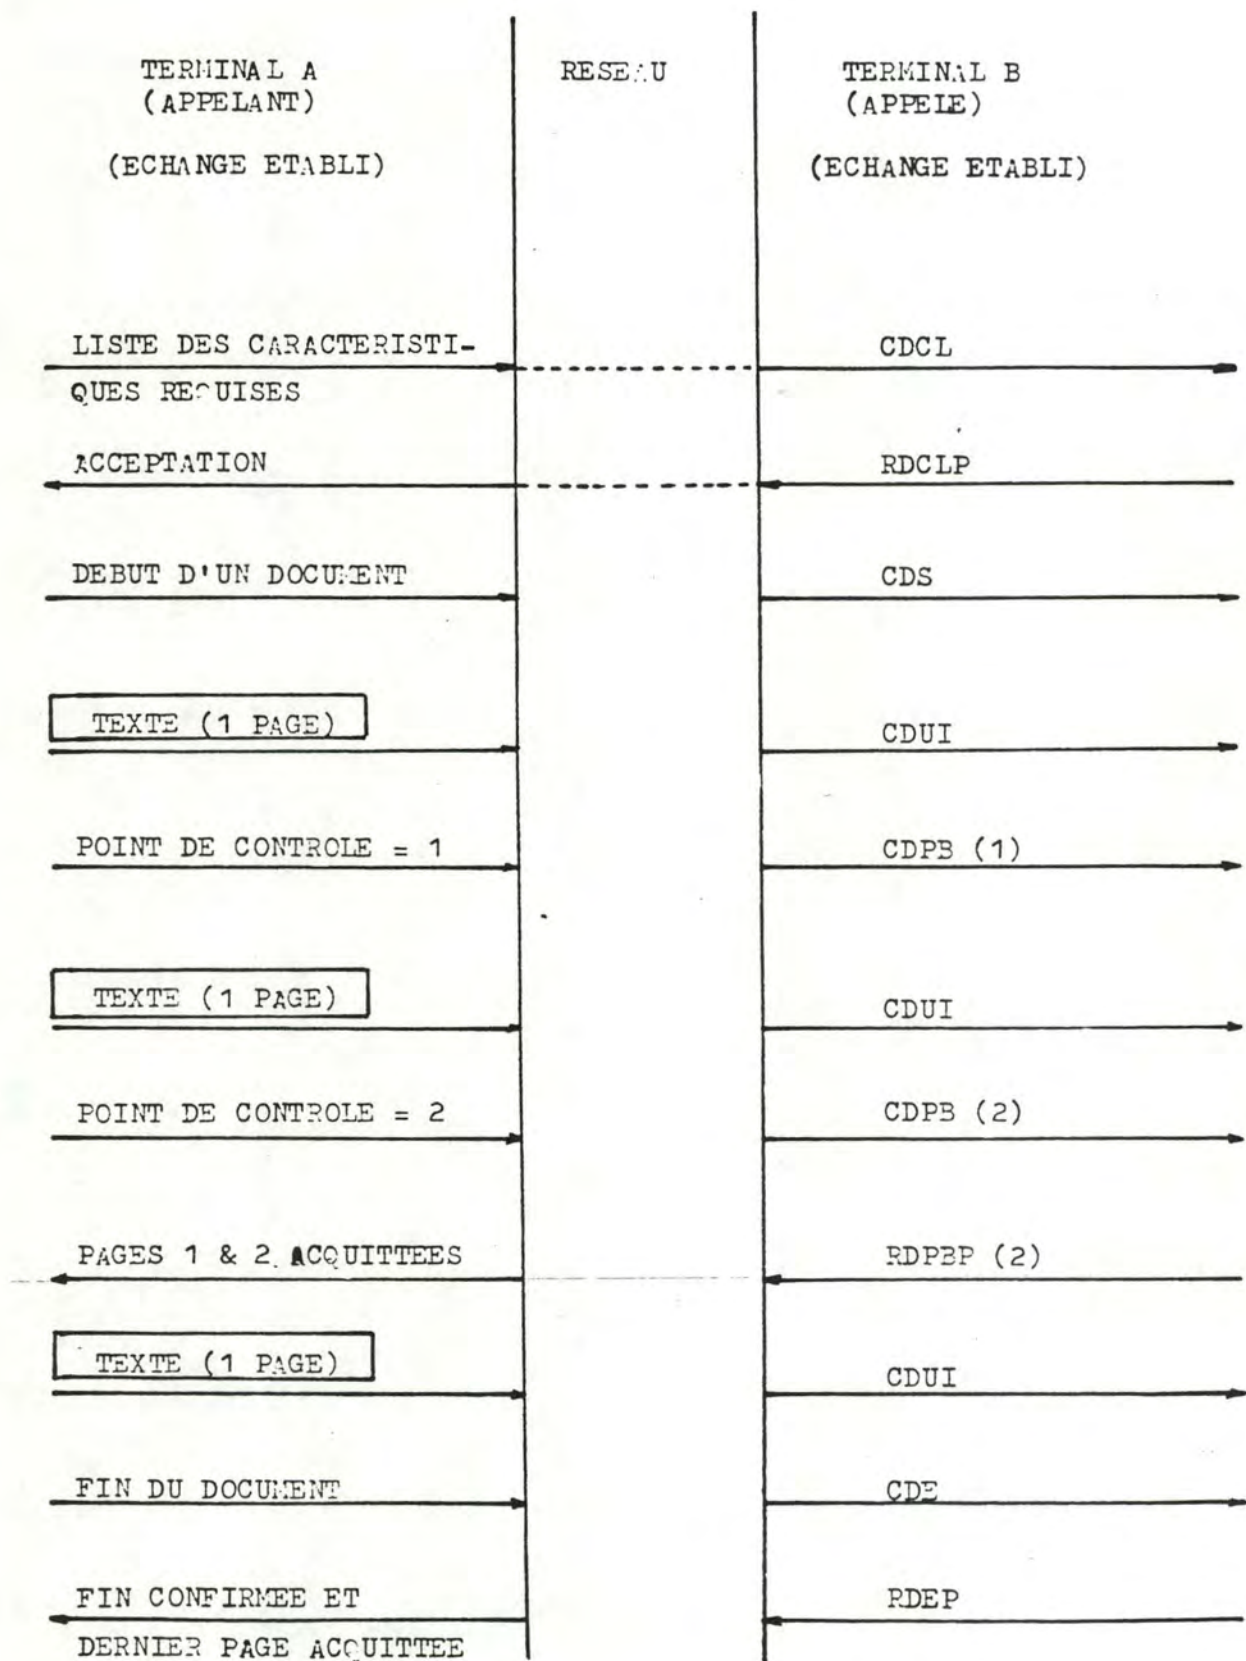 TERMINAL A RESEAU TERMINAL B
(APPELANT) (APPELE)
(ECHANGE ETABLI) (ECHANGE ETABLI)
LISTE DES CARACTERISTI- CDCL
QUES REQUISES
ACCEPTATION RDCLP
DEBUT D'UN DOCUMENT CDS
TEXTE (1 PAGE) CDUI
POINT DE CONTROLE = 1 CDPB (1)
TEXTE (1 PAGE) CDUI
POINT DE CONTROLE = 2 CDPB (2)
PAGES 1 & 2 ACQUITTEES RDPBP (2)
TEXTE (1 PAGE) CDUI
FIN DU DOCUMENT CDE
FIN CONFIRMEE ET RDEP
DERNIER PAGE ACQUITTEE